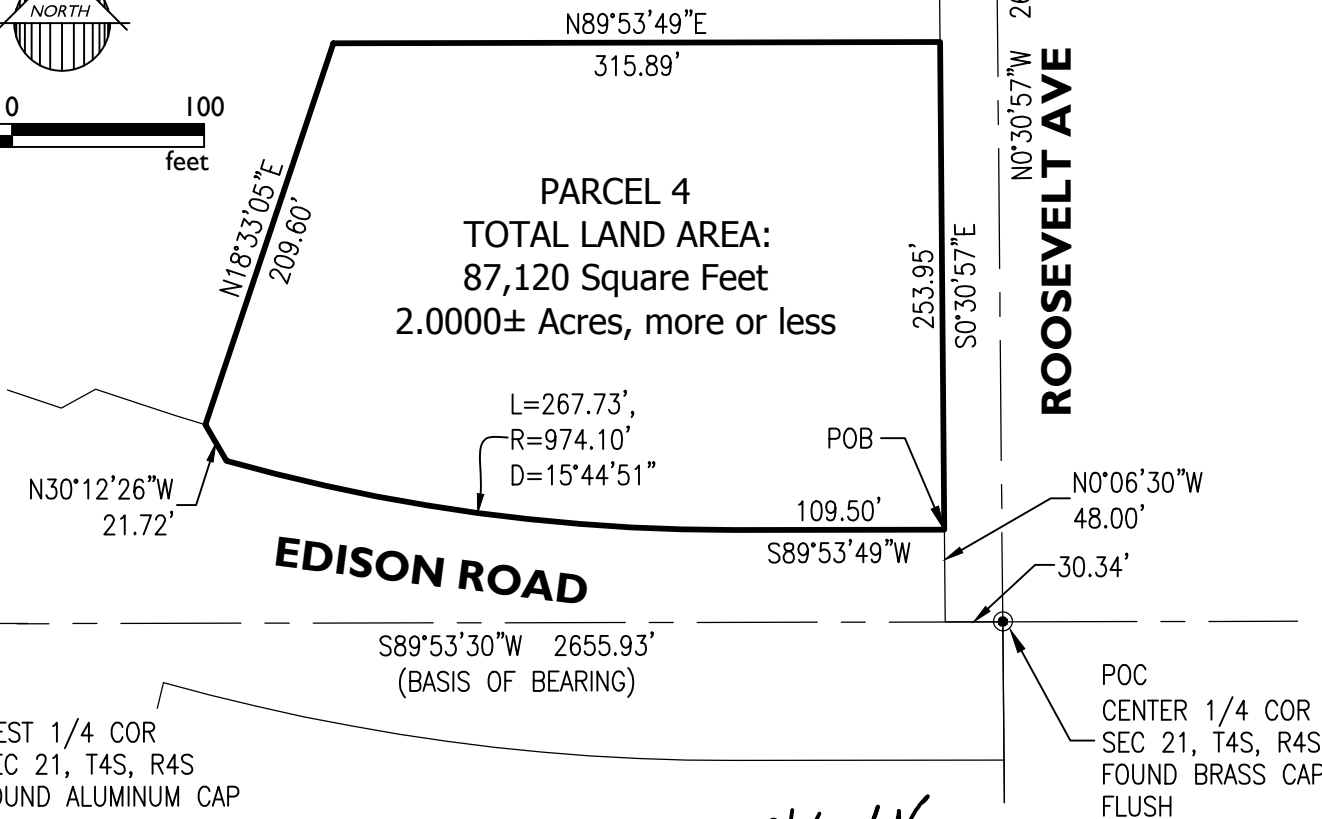 NORTH
0 100
feet
N89°53'49"E
315.89'
N18°33'05"E
209.60'
PARCEL 4
TOTAL LAND AREA:
87,120 Square Feet
2.0000± Acres, more or less
253.95'
S0°30'57"E
N0°30'57"W 26
ROOSEVELT AVE
L=267.73',
R=974.10'
D=15°44'51"
POB
N30°12'26"W
21.72'
109.50'
S89°53'49"W
N0°06'30"W
48.00'
30.34'
EDISON ROAD
S89°53'30"W 2655.93'
(BASIS OF BEARING)
EST 1/4 COR
EC 21, T4S, R4S
OUND ALUMINUM CAP
POC
CENTER 1/4 COR
SEC 21, T4S, R4S
FOUND BRASS CAP
FLUSH